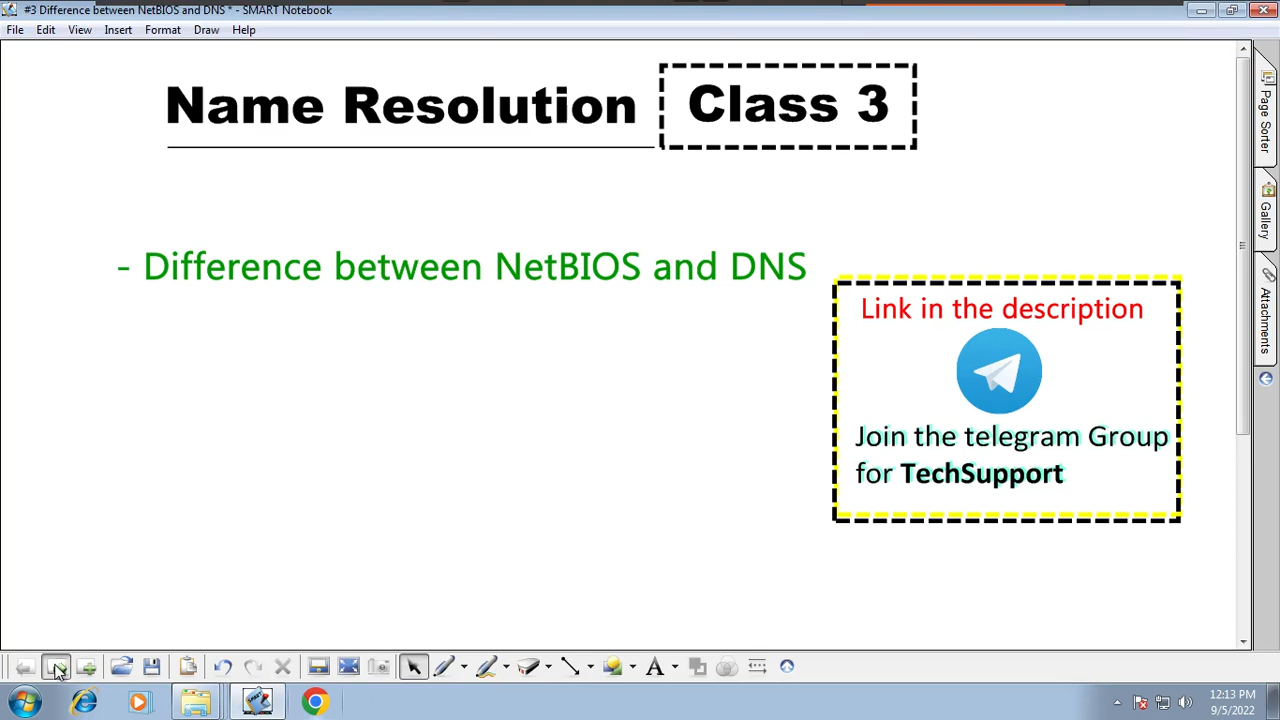 #3 Difference between NetBIOS and DNS * - SMART Notebook
File Edit View Insert Format Draw Help
Name Resolution Class 3
- Difference between NetBIOS and DNS
Link in the description
Join the telegram Group
for TechSupport
Page Sorter
Gallery
Attachments
A
12:13 PM
9/5/2022